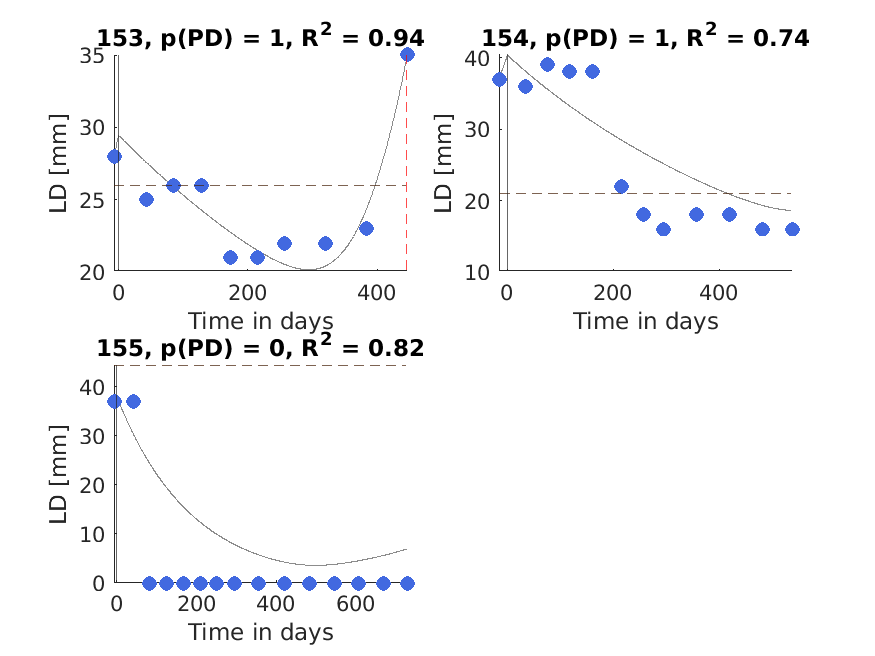 153, p(PD) = 1, R² = 0.94
35
30
25
20
LD [mm]
0
200
400
Time in days
154, p(PD) = 1, R² = 0.74
40
30
20
10
LD [mm]
0
200
400
Time in days
155, p(PD) = 0, R² = 0.82
40
30
20
10
0
LD [mm]
0
200
400
600
Time in days